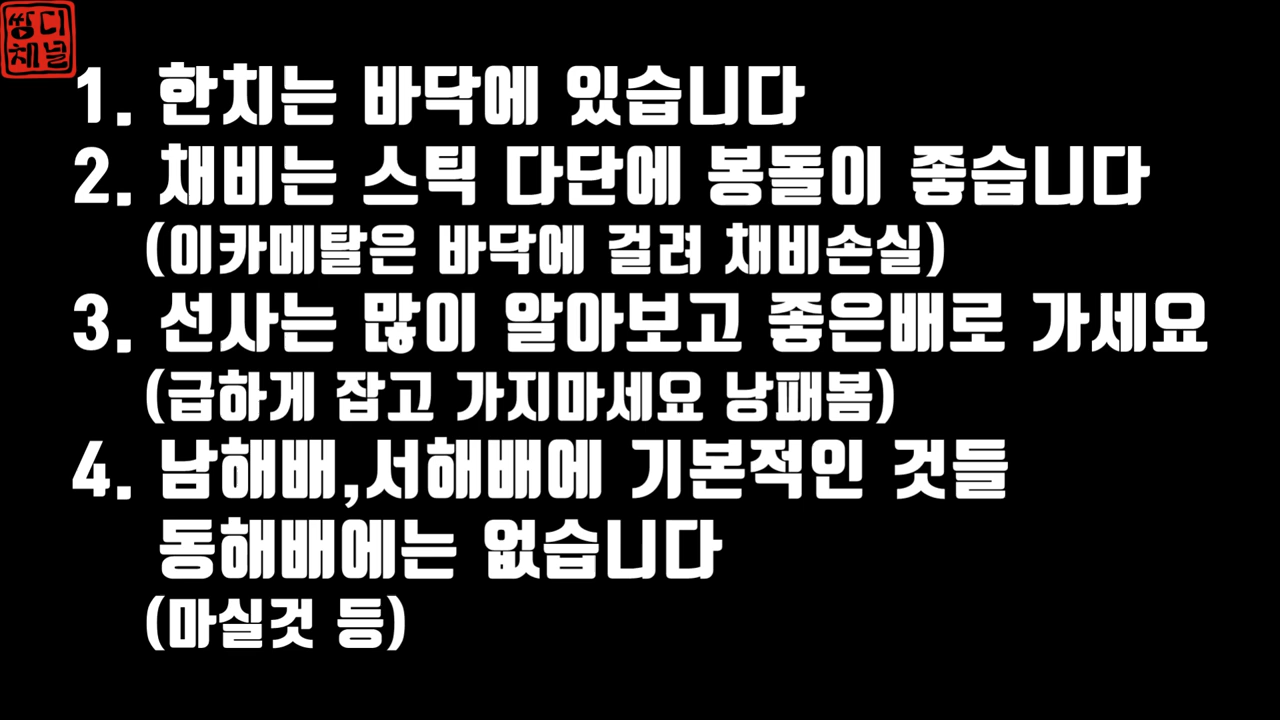 씽디
채널
1. 한치는 바닥에 있습니다
2. 채비는 스틱 다단에 봉돌이 좋습니다
(이카메탈은 바닥에 걸려 채비손실)
3. 선사는 많이 알아보고 좋은배로 가세요
(급하게 잡고 가지마세요 낭패봄)
4. 남해배,서해배에 기본적인 것들
동해배에는 없습니다
(마실것 등)